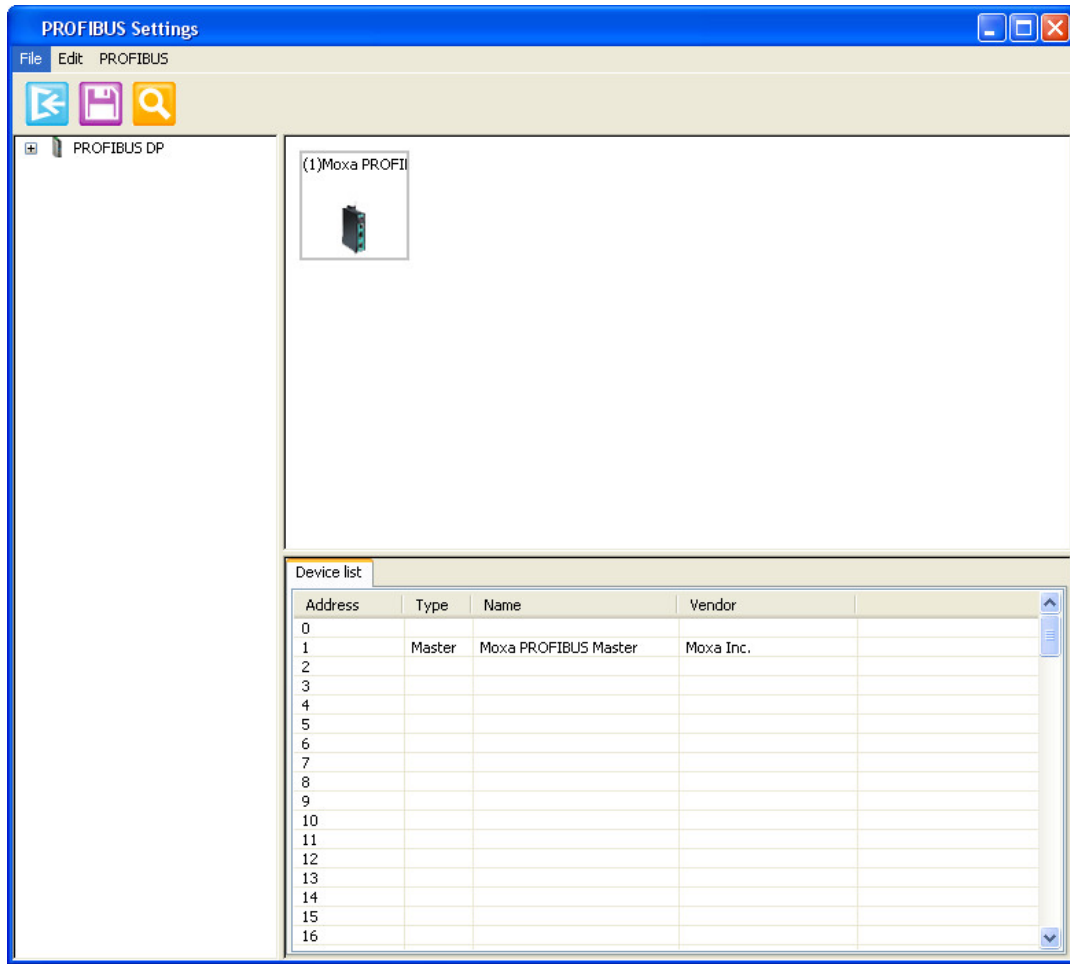 PROFIBUS Settings
File Edit PROFIBUS
PROFIBUS DP
(1)Moxa PROFI
Device list
Address Type Name Vendor
0
1 Master Moxa PROFIBUS Master Moxa Inc.
2
3
4
5
6
7
8
9
10
11
12
13
14
15
16